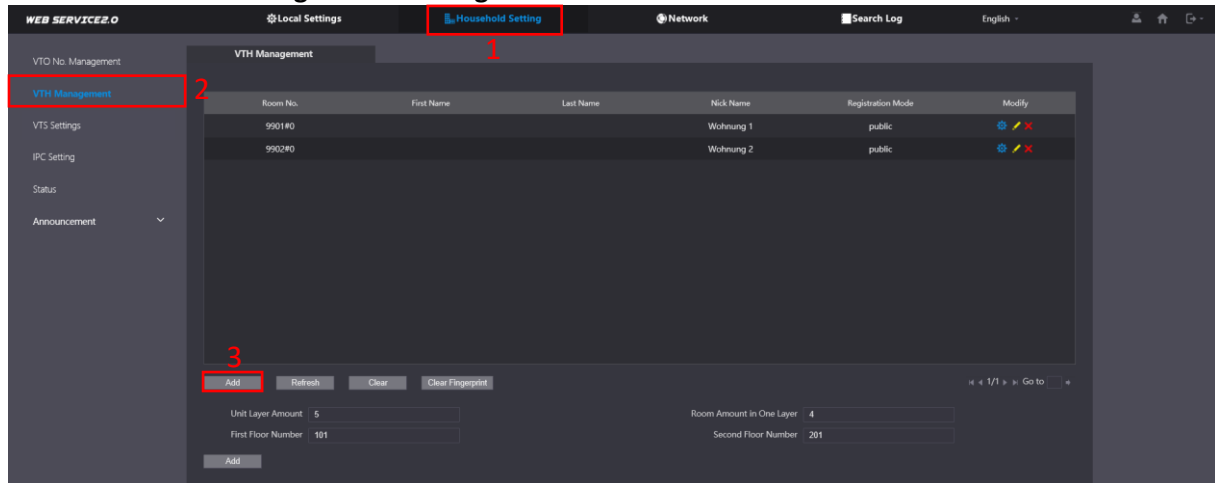 WEB SERVICE2.0 Local Settings Household Setting Network Search Log English
1
VTO No. Management
VTH Management
VTS Settings
IPC Setting
Status
Announcement
VTH Management
2
Room No. First Name Last Name Nick Name Registration Mode Modify
9901#0 Wohnung 1 public
9902#0 Wohnung 2 public
3
Add Refresh Clear Clear Fingerprint 1/1 Go to
Unit Layer Amount 5 Room Amount in One Layer 4
First Floor Number 101 Second Floor Number 201
Add